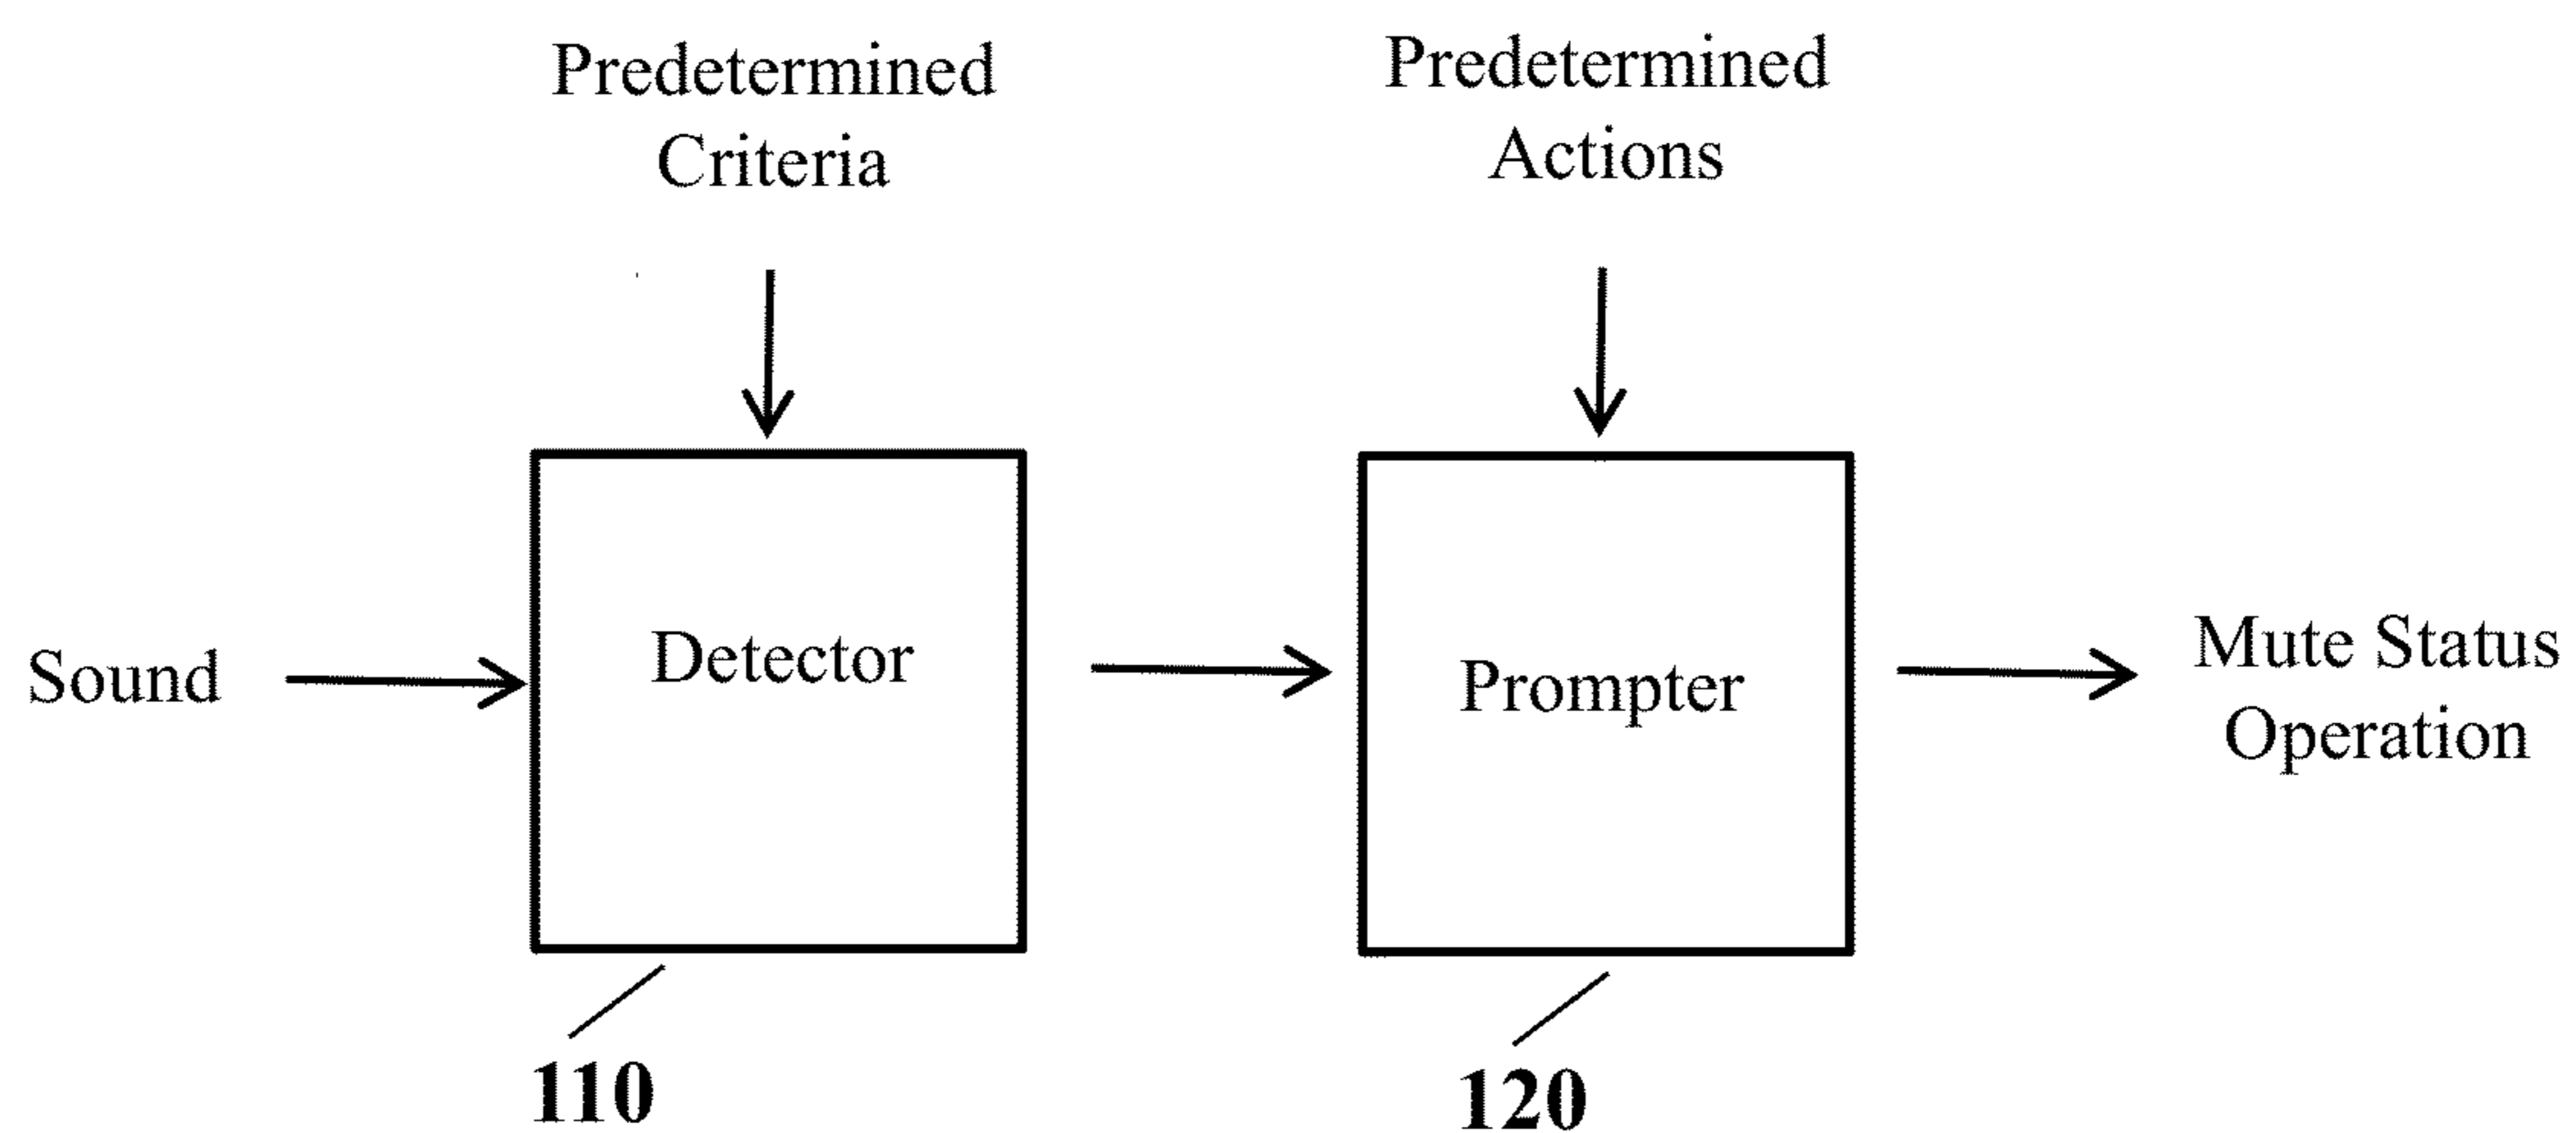 Predetermined
Criteria
Predetermined
Actions
Sound
Detector
Prompter
Mute Status
Operation
110
120